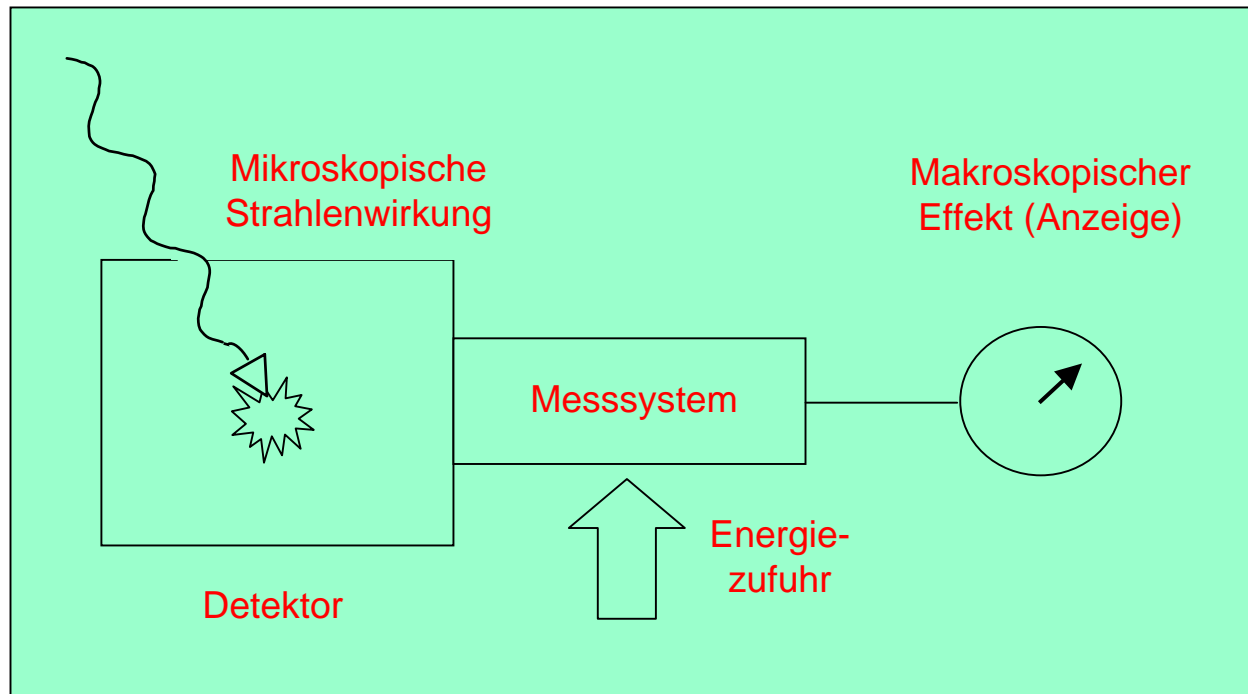 Mikroskopische
Strahlenwirkung
Makroskopischer
Effekt (Anzeige)
Messsystem
Energie-
zufuhr
Detektor